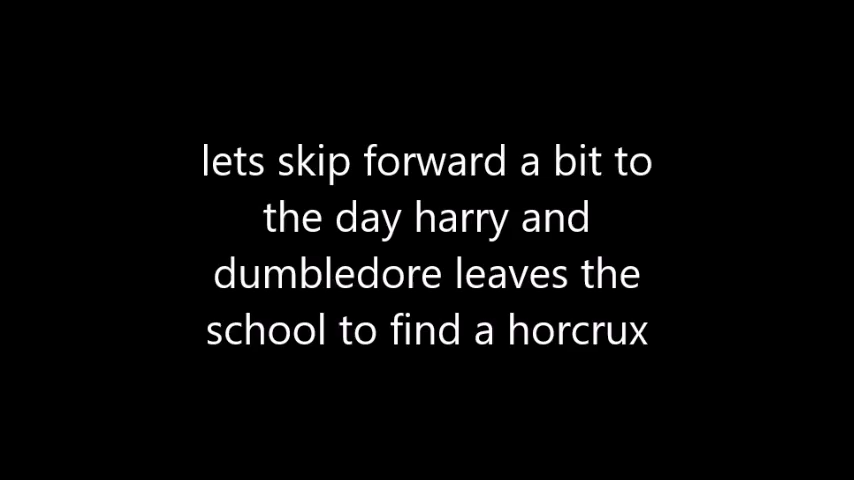 lets skip forward a bit to
the day harry and
dumbledore leaves the
school to find a horcrux